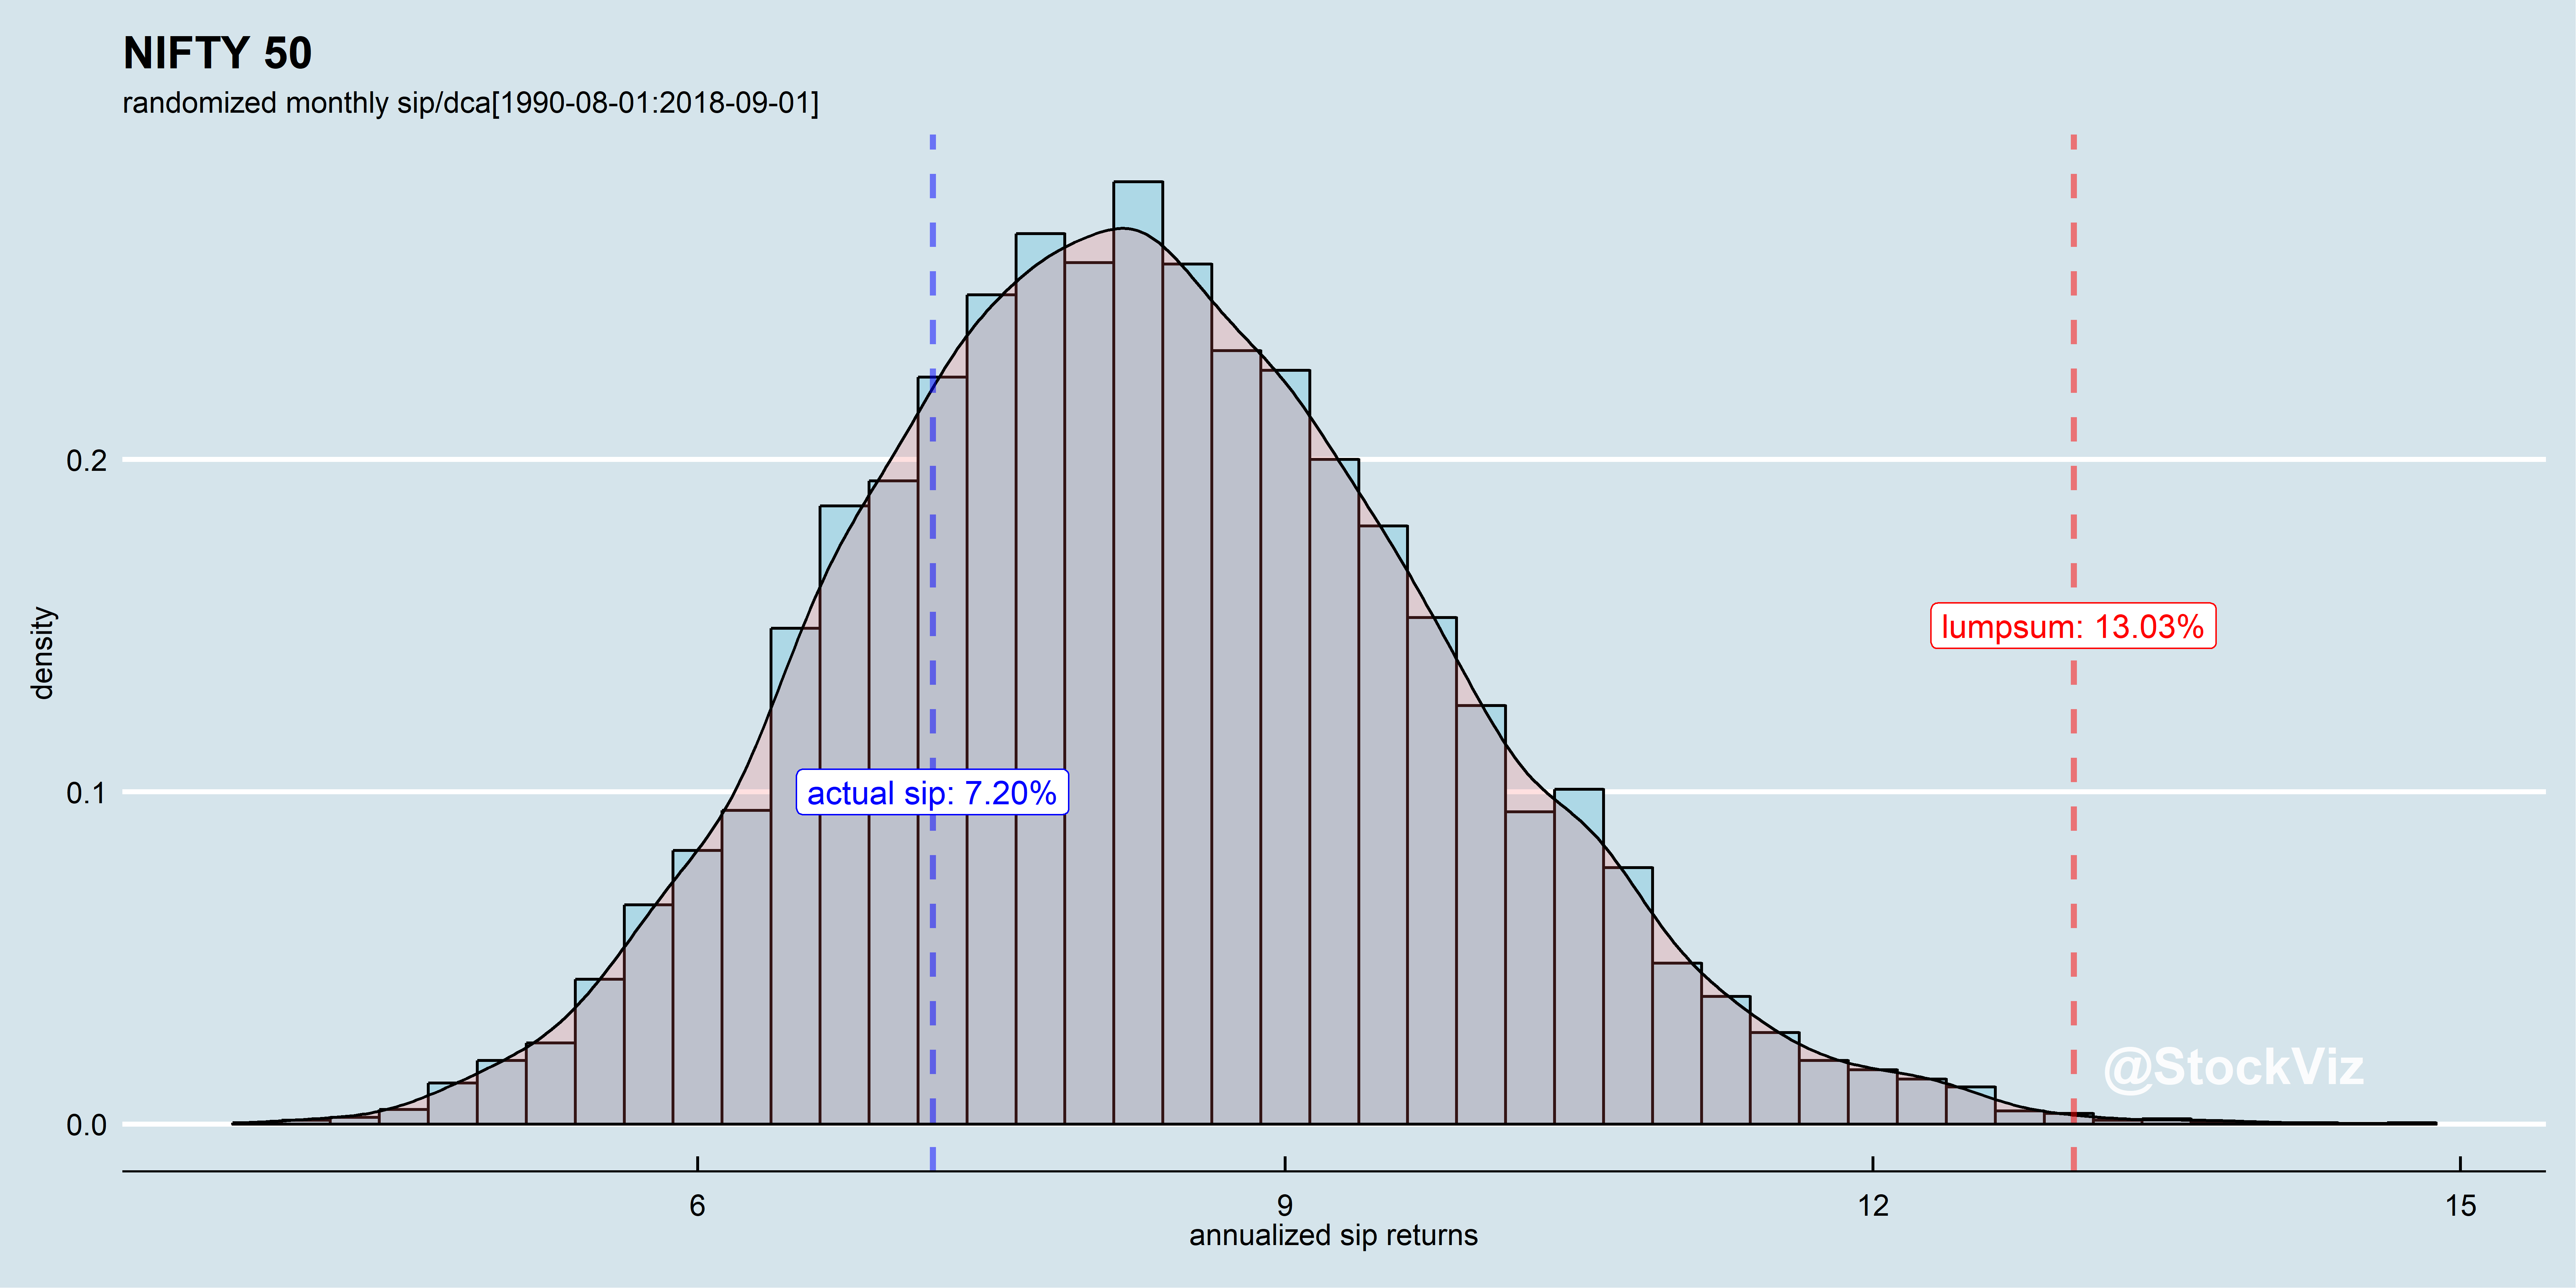 NIFTY 50
randomized monthly sip/dca[1990-08-01:2018-09-01]
density
0.2
0.1
0.0
lumpsum: 13.03%
actual sip: 7.20%
@StockViz
6
9
12
15
annualized sip returns